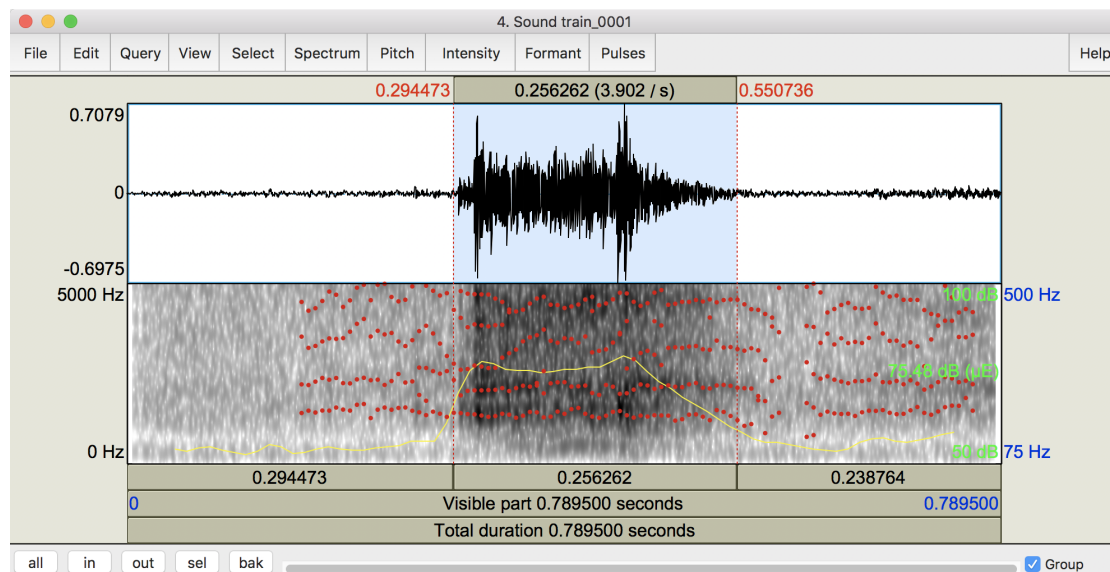 4. Sound train_0001
File Edit Query View Select Spectrum Pitch Intensity Formant Pulses Help
0.294473 0.256262 (3.902 / s) 0.550736
0.7079
0
-0.6975
5000 Hz 100 dB 500 Hz
75.48 dB (µE)
0 Hz 50 dB 75 Hz
0.294473 0.256262 0.238764
0 Visible part 0.789500 seconds 0.789500
Total duration 0.789500 seconds
all in out sel bak Group